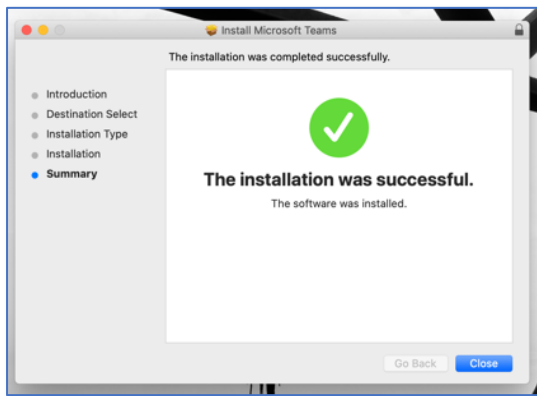 Install Microsoft Teams
The installation was completed successfully.
Introduction
Destination Select
Installation Type
Installation
Summary
The installation was successful.
The software was installed.
Go Back
Close